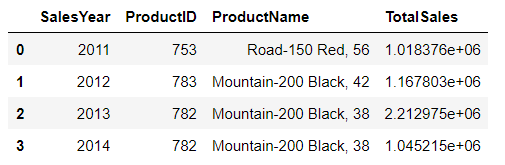 SalesYear ProductID ProductName TotalSales
0 2011 753 Road-150 Red, 56 1.018376e+06
1 2012 783 Mountain-200 Black, 42 1.167803e+06
2 2013 782 Mountain-200 Black, 38 2.212975e+06
3 2014 782 Mountain-200 Black, 38 1.045215e+06